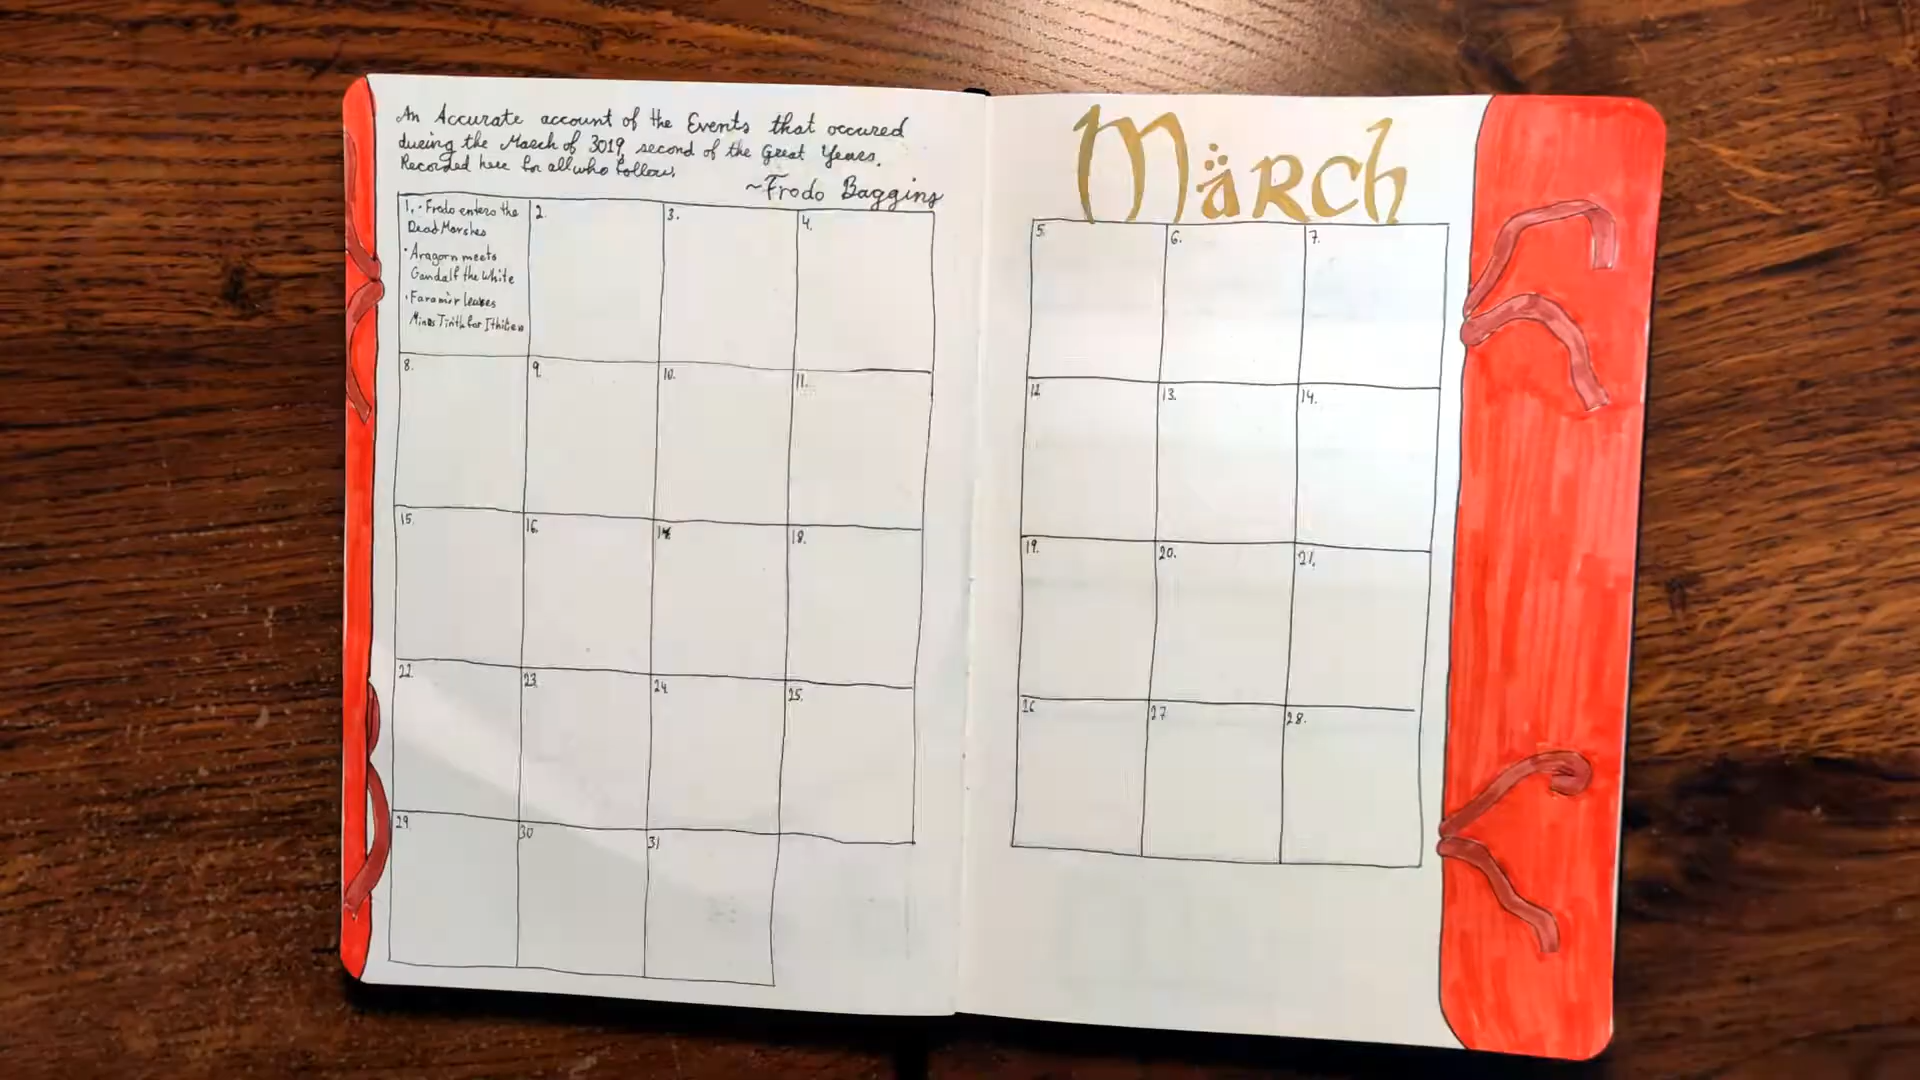 An Accurate account of the Events that occured
during the March of 3019, second of the Great Years.
Recorded here for all who follow.
~Frodo Baggins
March
1. · Frodo enters the
Dead Marshes
· Aragorn meets
Gandalf the White
· Faramir leaves
Minas Tirith for Ithilien
2.
3.
4.
5.
6.
7.
8.
9.
10.
11.
12
13.
14.
15.
16.
18.
19.
20.
21.
22.
23.
24.
25.
26
27
28.
29.
30
31